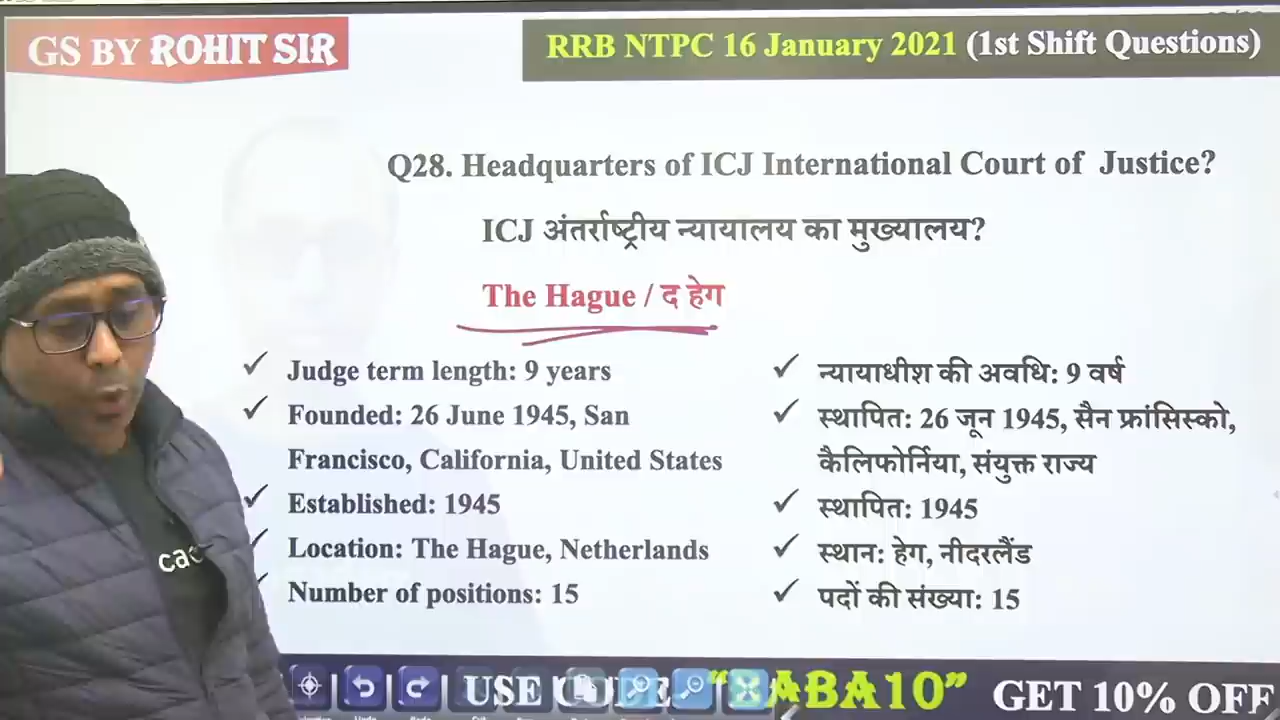 GS BY ROHIT SIR
RRB NTPC 16 January 2021 (1st Shift Questions)
Q28. Headquarters of ICJ International Court of Justice?
ICJ अंतर्राष्ट्रीय न्यायालय का मुख्यालय?
The Hague / द हेग
Judge term length: 9 years
Founded: 26 June 1945, San
Francisco, California, United States
Established: 1945
Location: The Hague, Netherlands
Number of positions: 15
न्यायाधीश की अवधि: 9 वर्ष
स्थापित: 26 जून 1945, सैन फ्रांसिस्को,
कैलिफोर्निया, संयुक्त राज्य
स्थापित: 1945
स्थान: हेग, नीदरलैंड
पदों की संख्या: 15
USE CODE "BABA10" GET 10% OFF